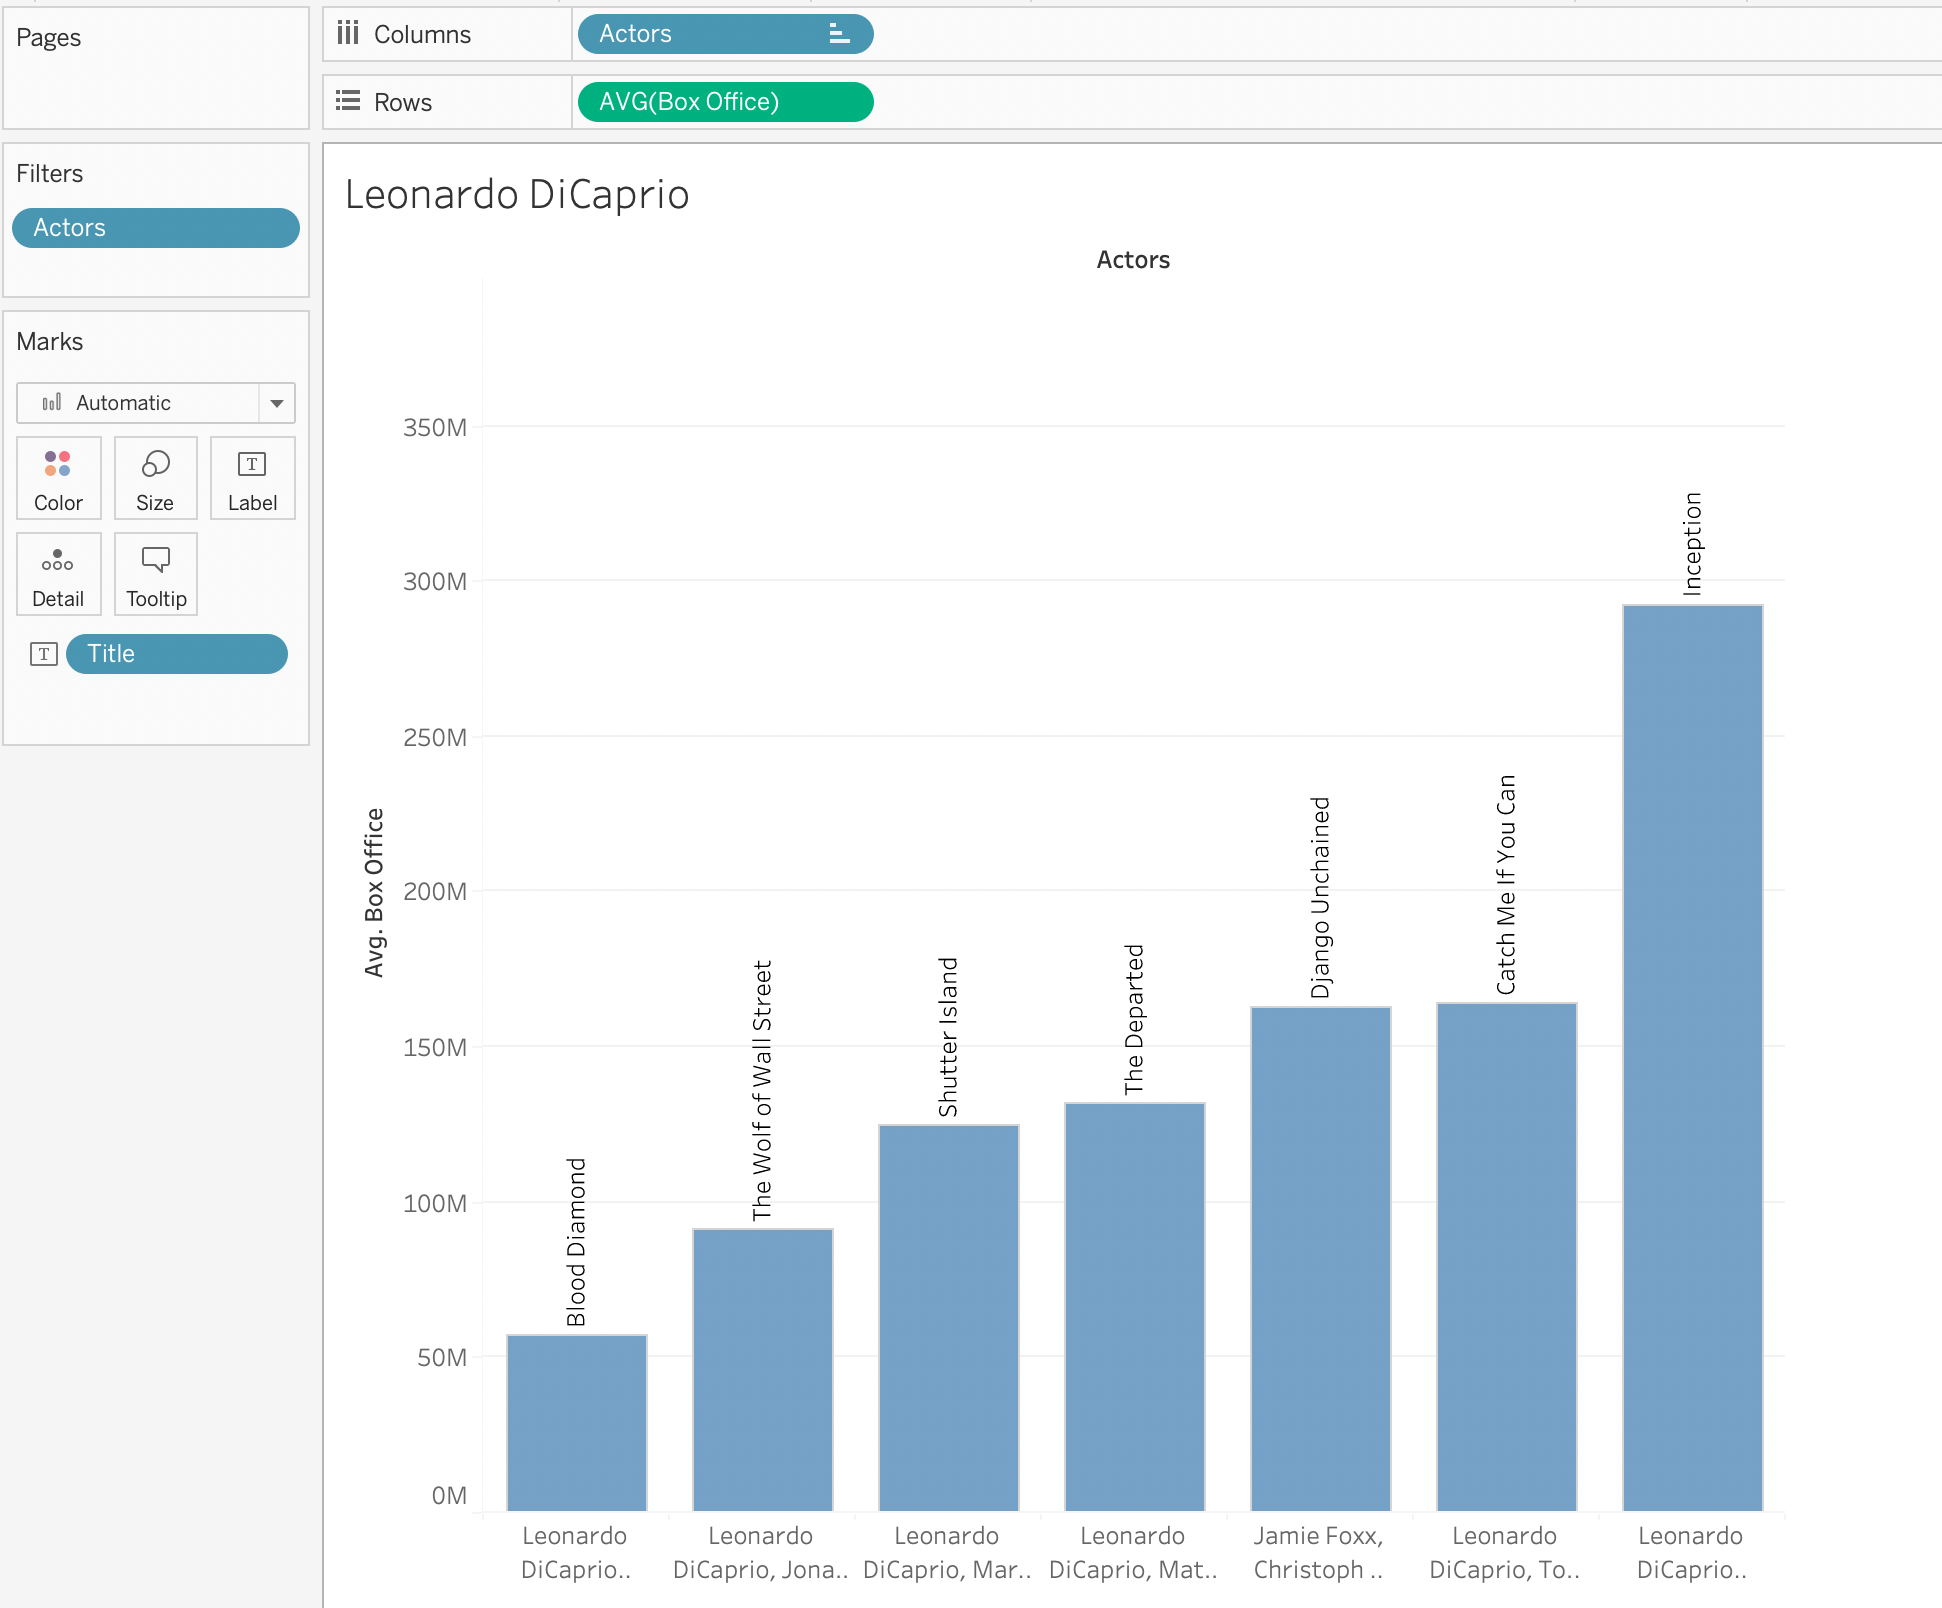 Pages
Columns
Actors
Rows
AVG(Box Office)
Filters
Actors
Marks
Automatic
Color
Size
Label
Detail
Tooltip
Title
Leonardo DiCaprio
Actors
Avg. Box Office
350M
300M
250M
200M
150M
100M
50M
0M
Blood Diamond
The Wolf of Wall Street
Shutter Island
The Departed
Django Unchained
Catch Me If You Can
Inception
Leonardo
DiCaprio..
Leonardo
DiCaprio, Jona..
Leonardo
DiCaprio, Mar..
Leonardo
DiCaprio, Mat..
Jamie Foxx,
Christoph ..
Leonardo
DiCaprio, To..
Leonardo
DiCaprio..